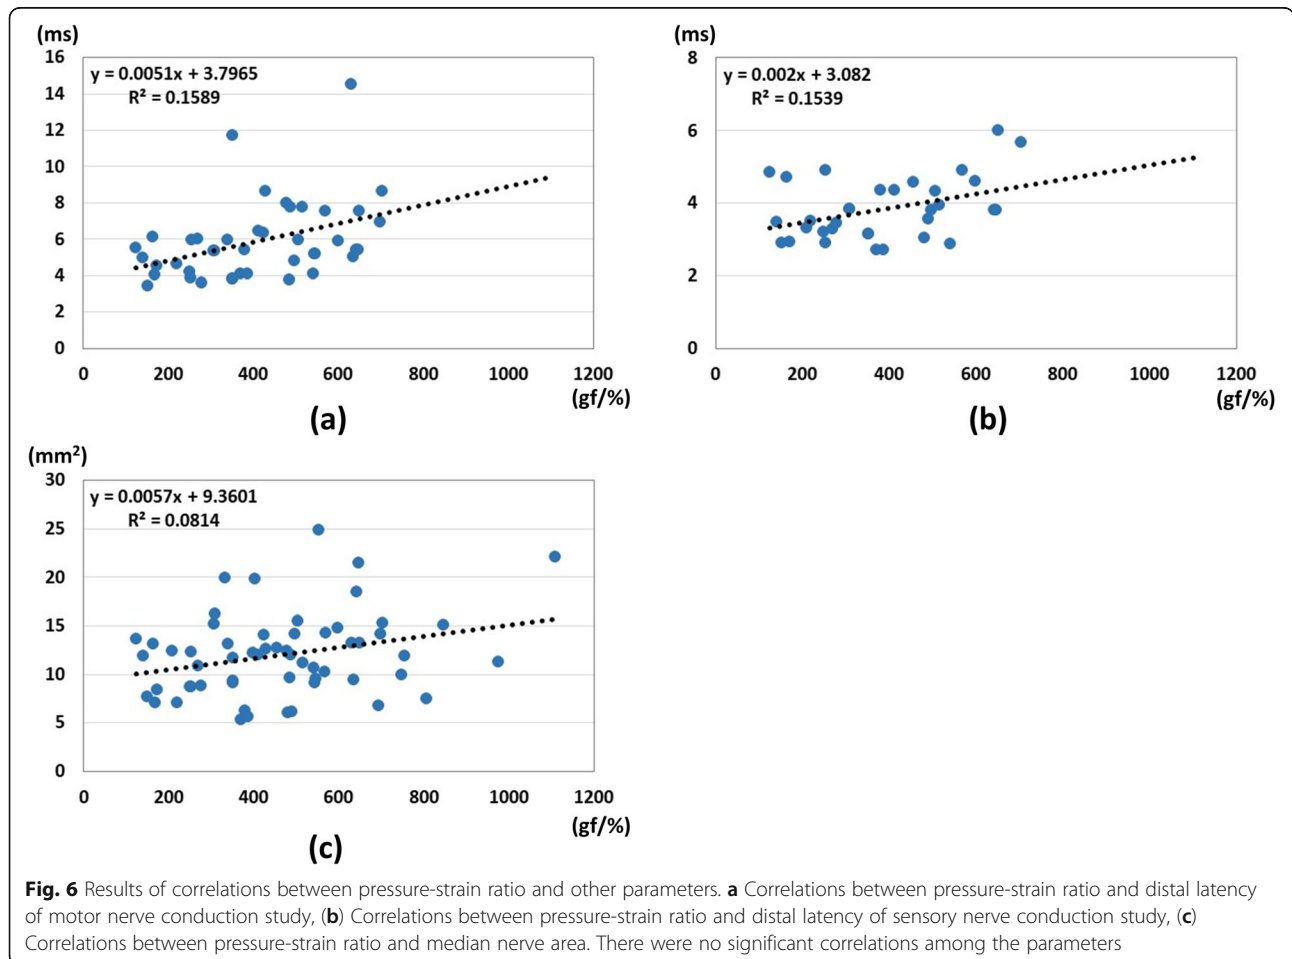 (ms)
16
14
12
10
8
6
4
2
0
y = 0.0051x + 3.7965
R² = 0.1589
0 200 400 600 800 1000 1200
(gf/%)
(a)
(ms)
8
6
4
2
0
y = 0.002x + 3.082
R² = 0.1539
0 200 400 600 800 1000 1200
(gf/%)
(b)
(mm²)
30
25
20
15
10
5
0
y = 0.0057x + 9.3601
R² = 0.0814
0 200 400 600 800 1000 1200
(gf/%)
(c)
Fig. 6 Results of correlations between pressure-strain ratio and other parameters. a Correlations between pressure-strain ratio and distal latency
of motor nerve conduction study, (b) Correlations between pressure-strain ratio and distal latency of sensory nerve conduction study, (c)
Correlations between pressure-strain ratio and median nerve area. There were no significant correlations among the parameters